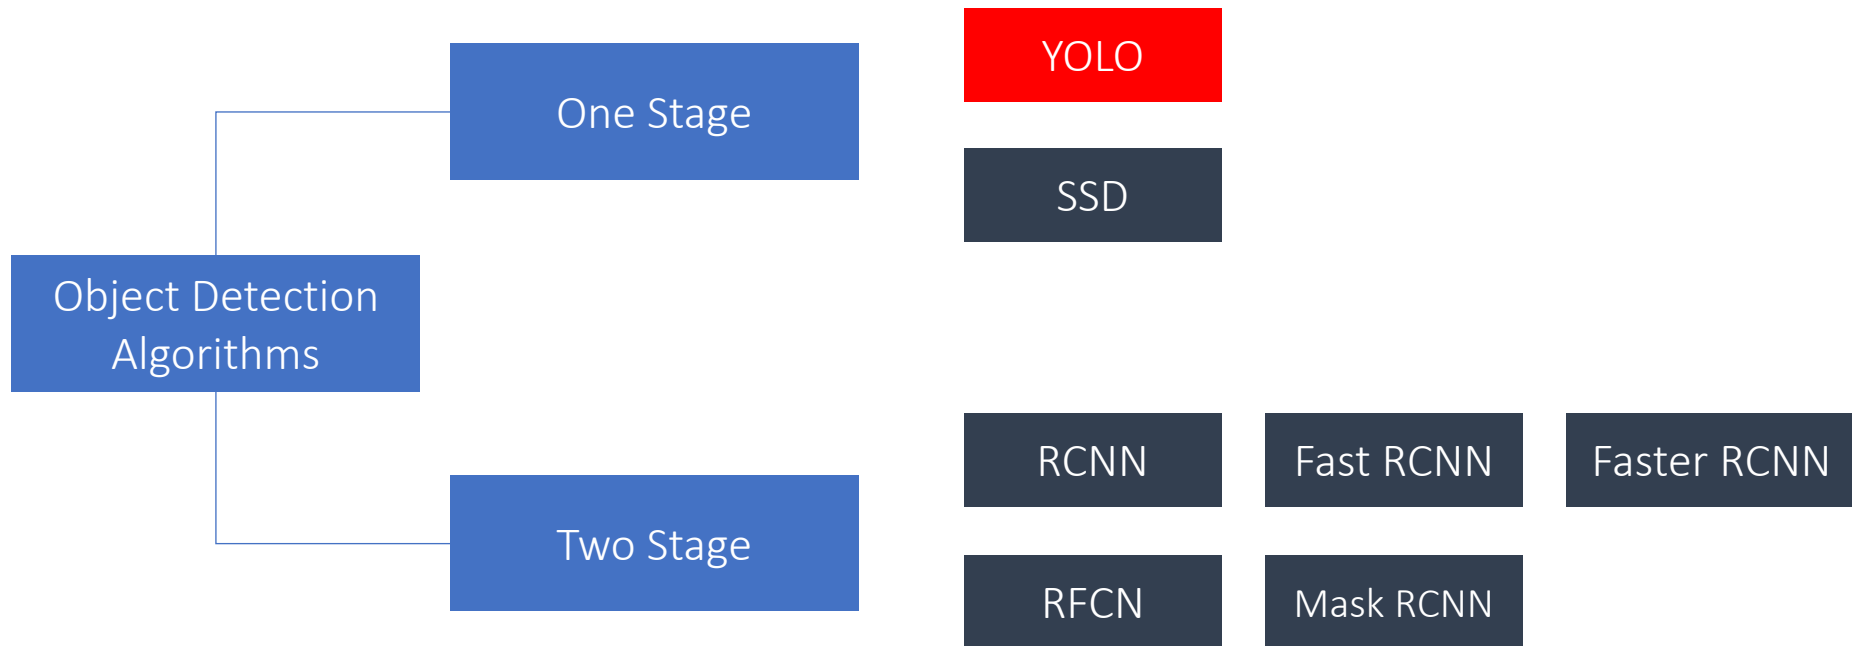 YOLO
One Stage
SSD
Object Detection
Algorithms
RCNN
Fast RCNN
Faster RCNN
Two Stage
RFCN
Mask RCNN